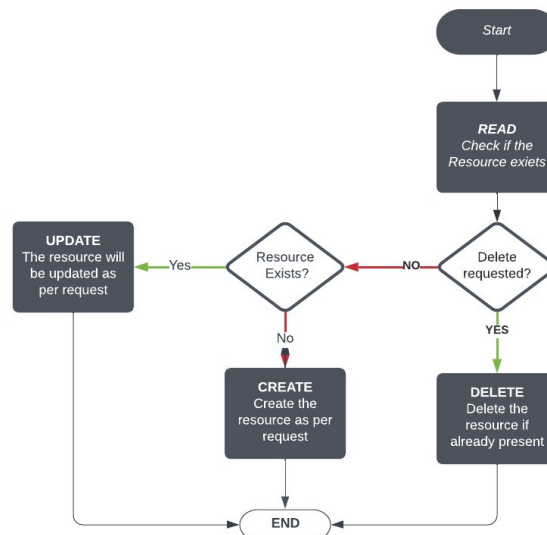 Start
READ
Check if the
Resource exiets
Delete
requested?
NO
Resource
Exists?
Yes
UPDATE
The resource will
be updated as
per request
No
CREATE
Create the
resource as per
request
YES
DELETE
Delete the
resource if
already present
END